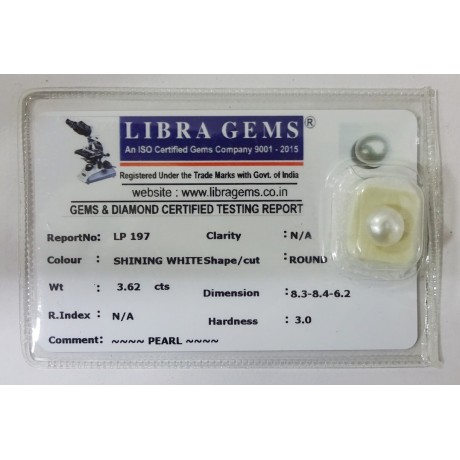 LIBRA GEMS®
An ISO Certified Gems Company 9001 - 2015
Registered Under the Trade Marks with Govt. of India
website : www.libragems.co.in
GEMS & DIAMOND CERTIFIED TESTING REPORT
ReportNo: LP 197 Clarity : N/A
Colour : SHINING WHITE Shape/cut : ROUND
Wt : 3.62 cts Dimension : 8.3-8.4-6.2
R.Index : N/A Hardness : 3.0
Comment: ~~~~ PEARL ~~~~